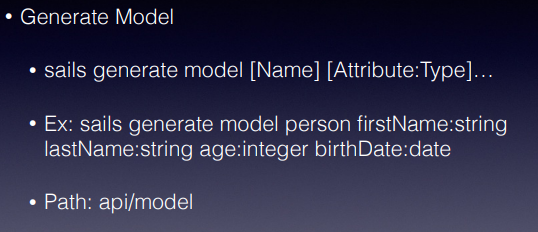 • Generate Model
• sails generate model [Name] [Attribute:Type]…
• Ex: sails generate model person firstName:string
lastName:string age:integer birthDate:date
• Path: api/model